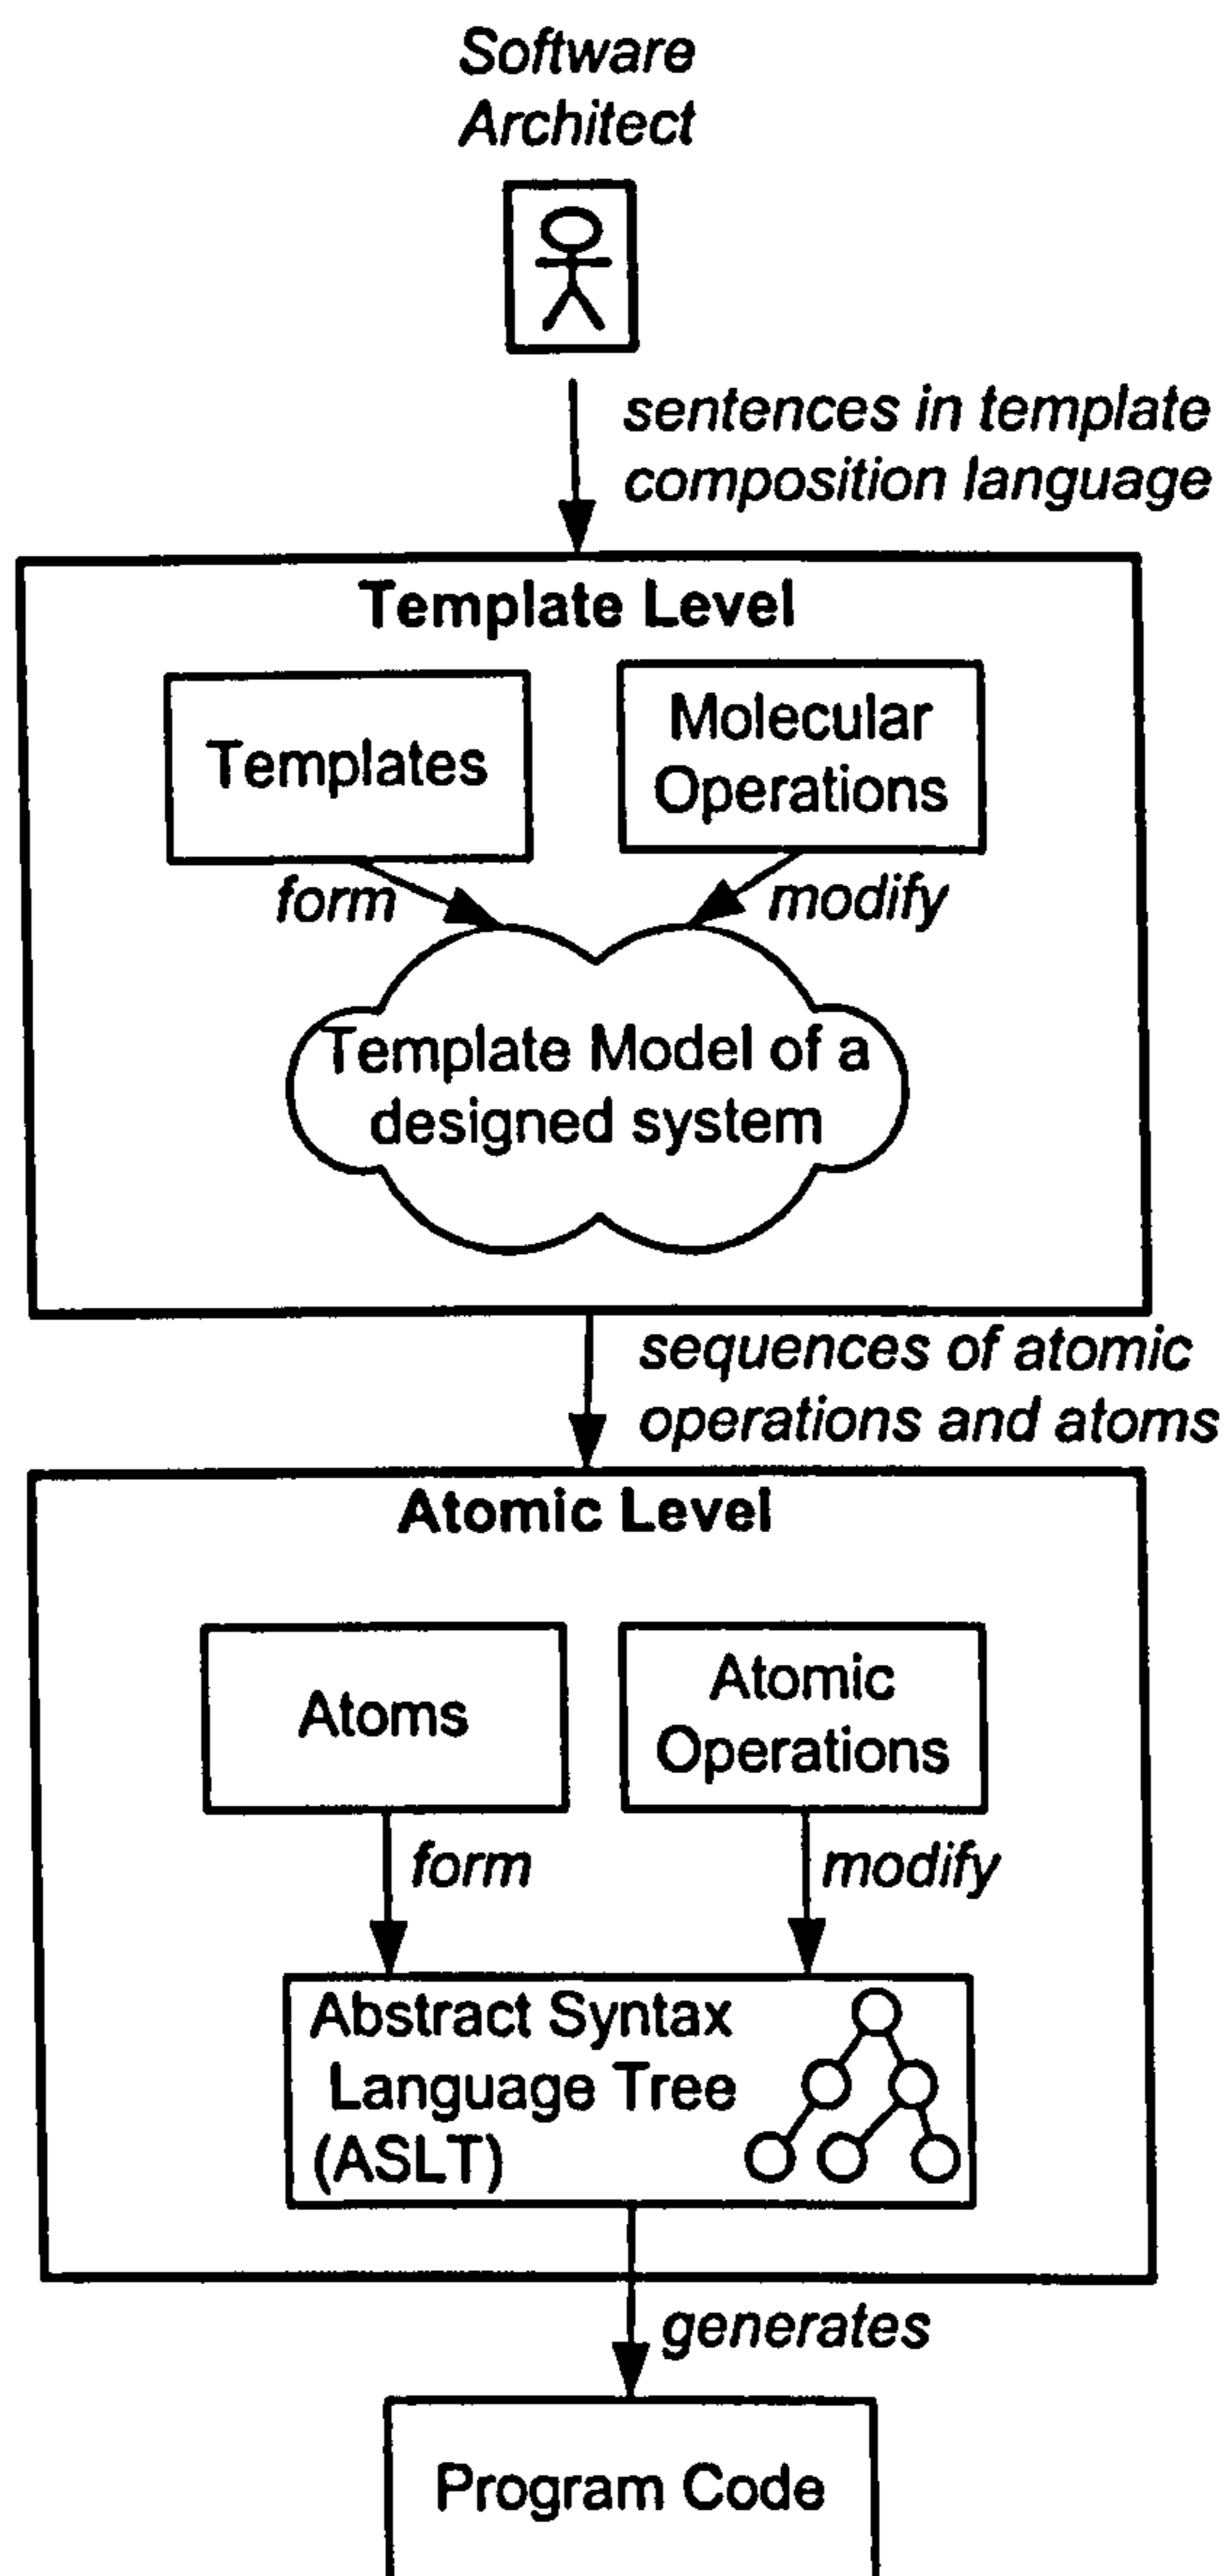 Software
Architect
sentences in template
composition language
Template Level
Templates
Molecular
Operations
form
modify
Template Model of a
designed system
sequences of atomic
operations and atoms
Atomic Level
Atoms
Atomic
Operations
form
modify
Abstract Syntax
Language Tree
(ASLT)
generates
Program Code